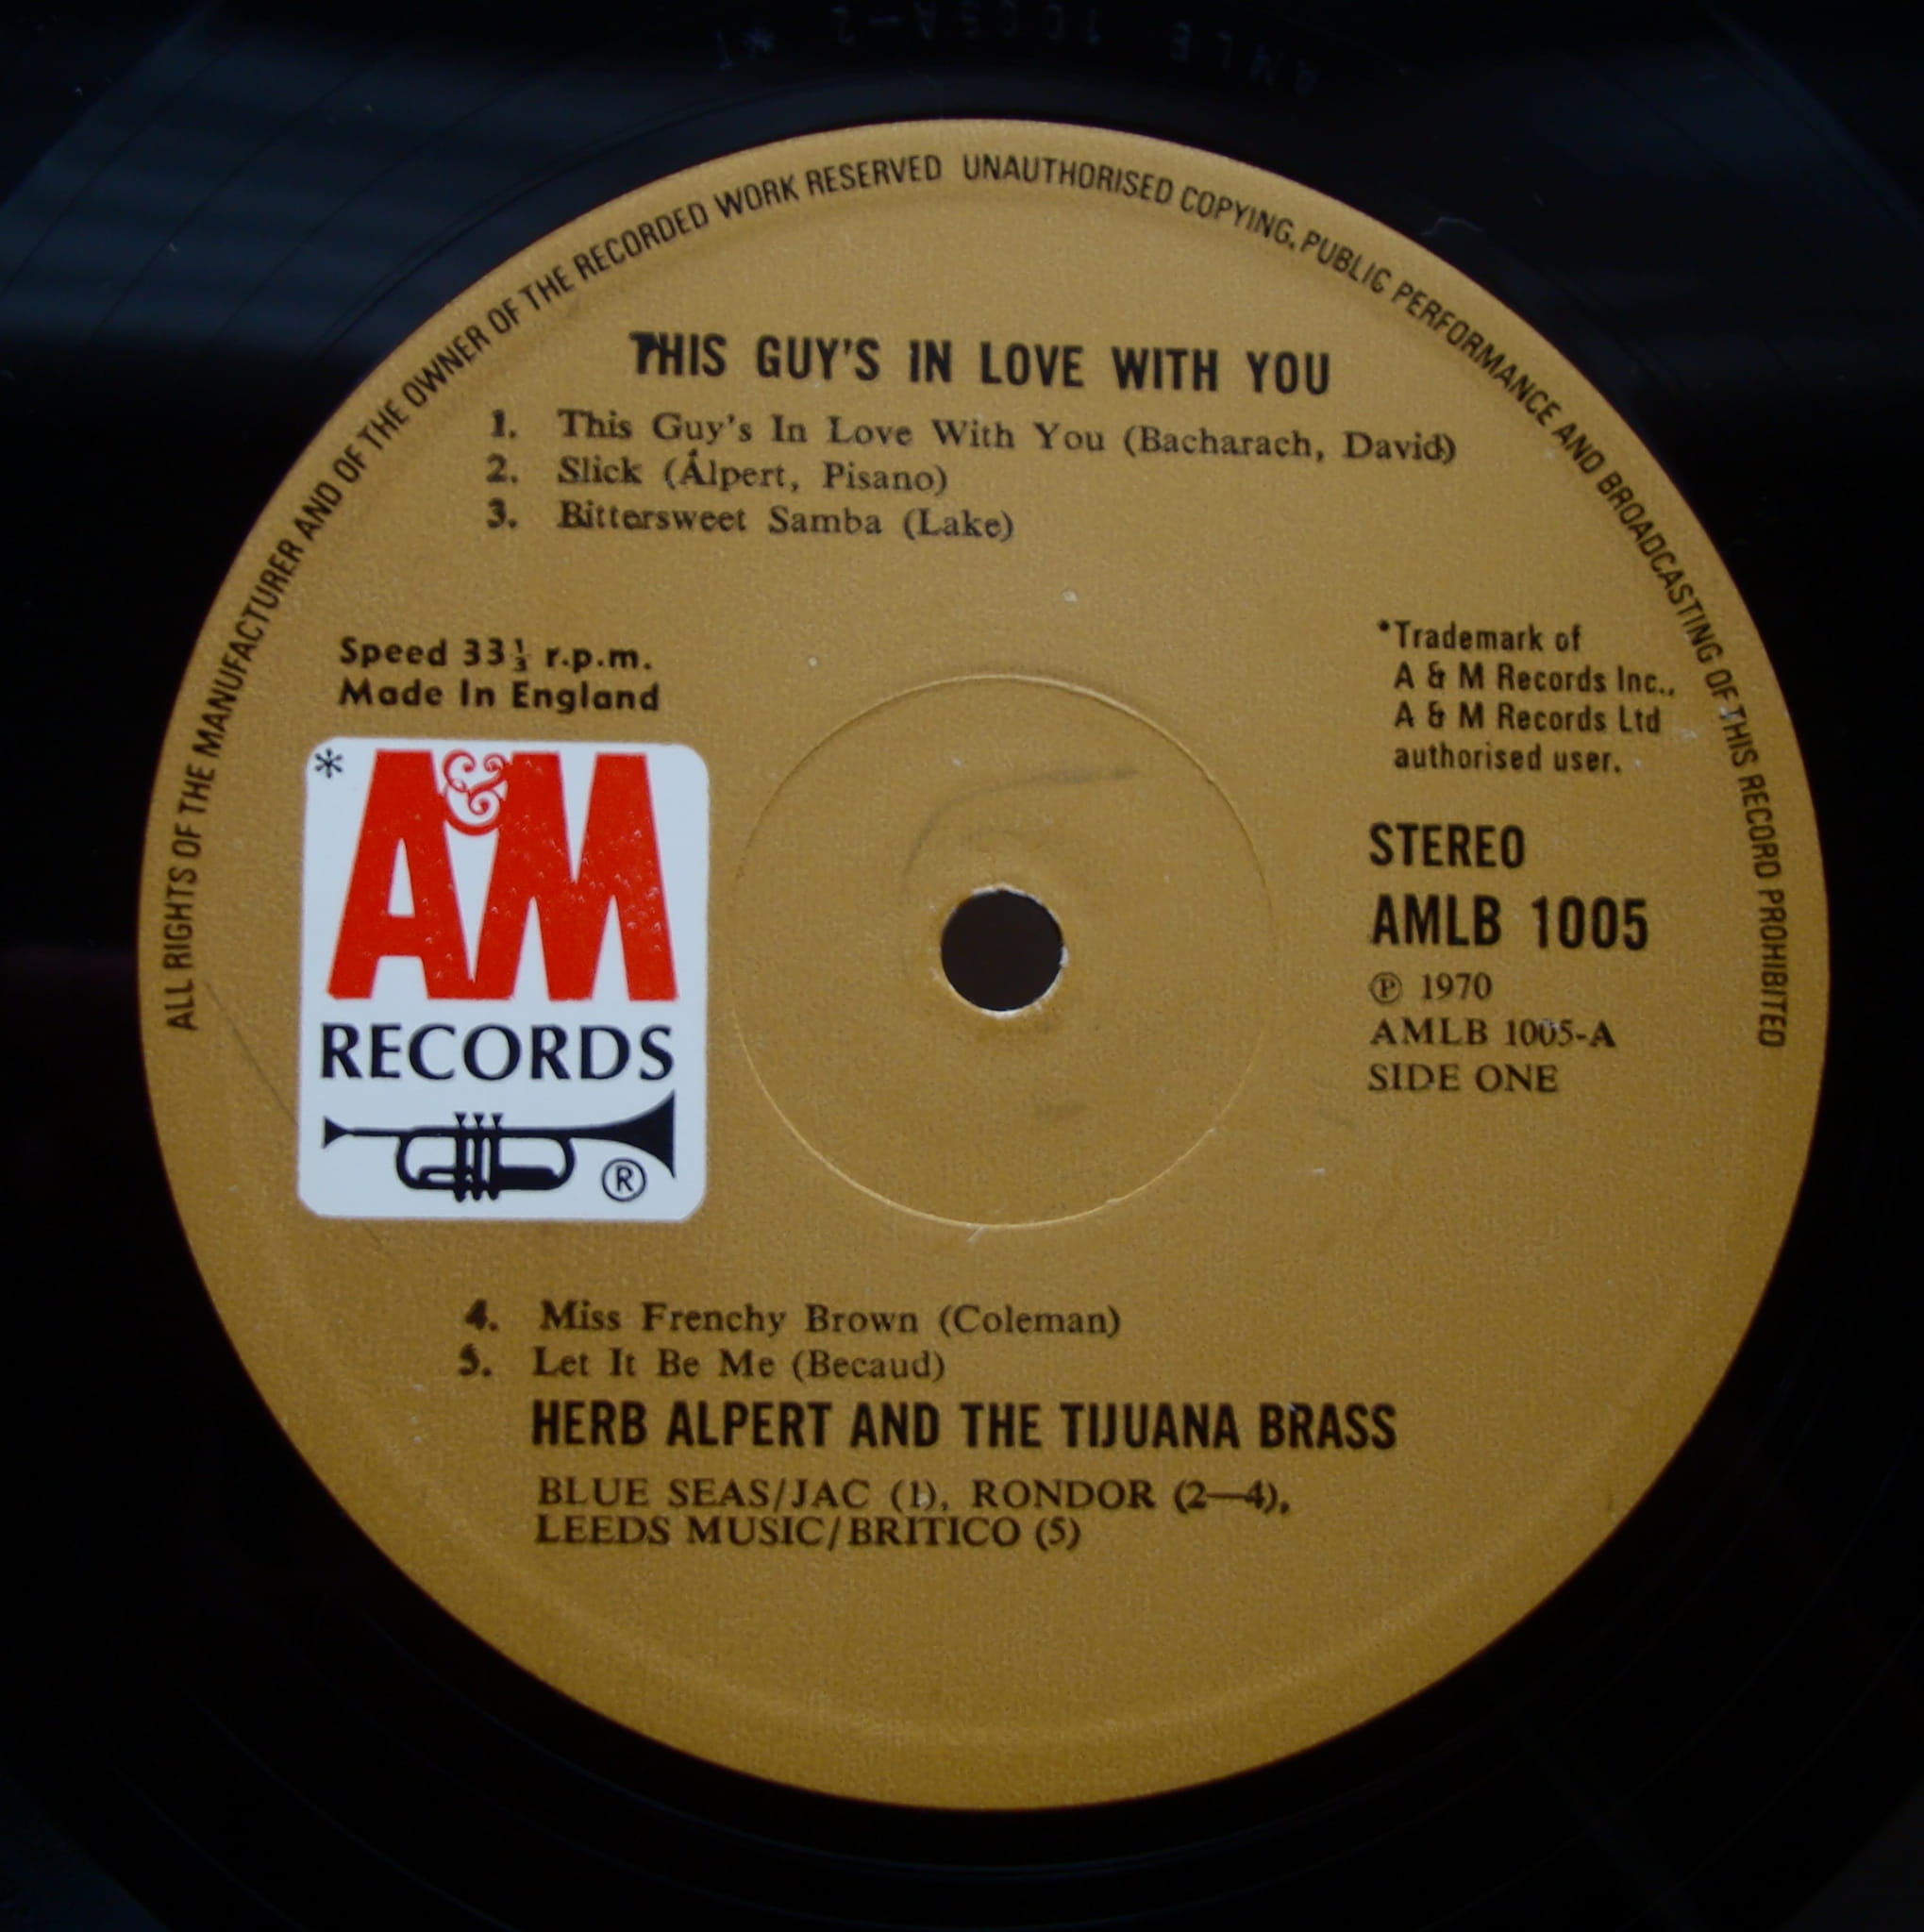 AMLB 1005A-2 *T
ALL RIGHTS OF THE MANUFACTURER AND OF THE OWNER OF THE RECORDED WORK RESERVED UNAUTHORISED COPYING, PUBLIC PERFORMANCE AND BROADCASTING OF THIS RECORD PROHIBITED
THIS GUY'S IN LOVE WITH YOU
1. This Guy's In Love With You (Bacharach, David)
2. Slick (Alpert, Pisano)
3. Bittersweet Samba (Lake)
Speed 33⅓ r.p.m.
Made In England
*Trademark of
A & M Records Inc.,
A & M Records Ltd
authorised user.
* A&M
RECORDS
®
STEREO
AMLB 1005
℗ 1970
AMLB 1005-A
SIDE ONE
4. Miss Frenchy Brown (Coleman)
5. Let It Be Me (Becaud)
HERB ALPERT AND THE TIJUANA BRASS
BLUE SEAS/JAC (1), RONDOR (2—4),
LEEDS MUSIC/BRITICO (5)